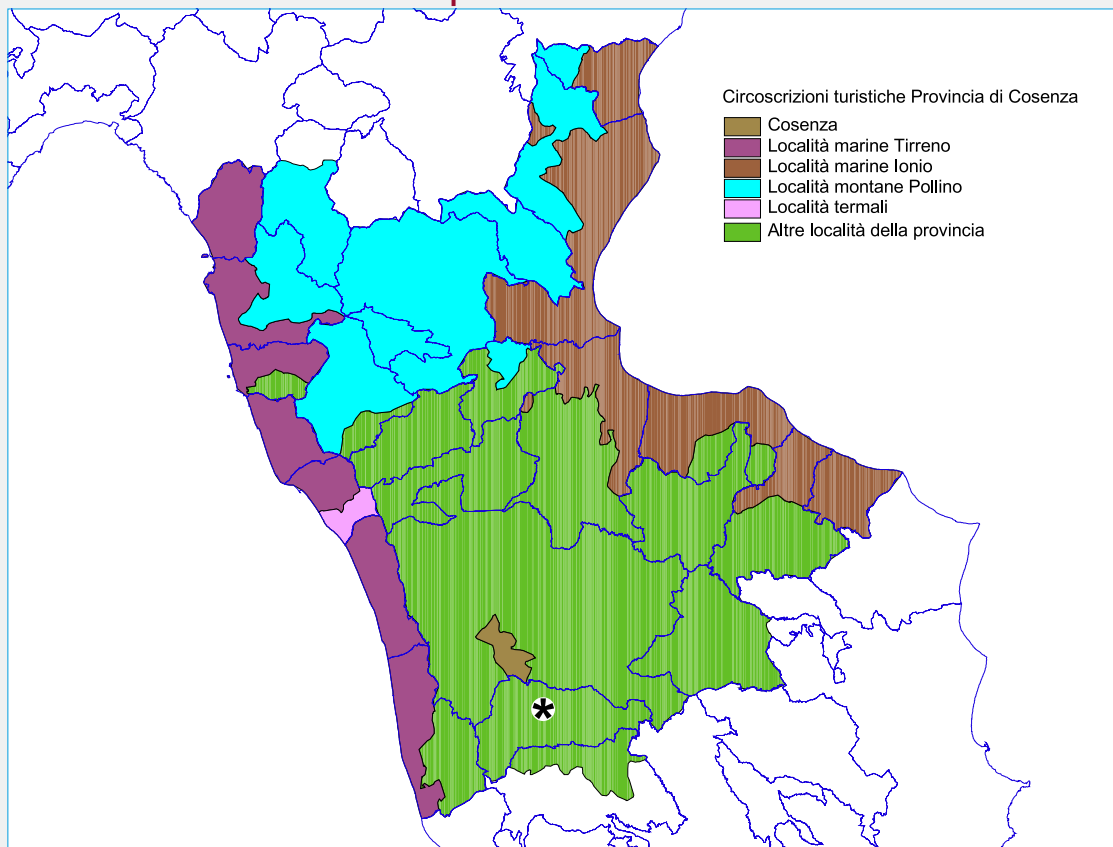 Circoscrizioni turistiche Provincia di Cosenza
Cosenza
Località marine Tirreno
Località marine Ionio
Località montane Pollino
Località termali
Altre località della provincia
*